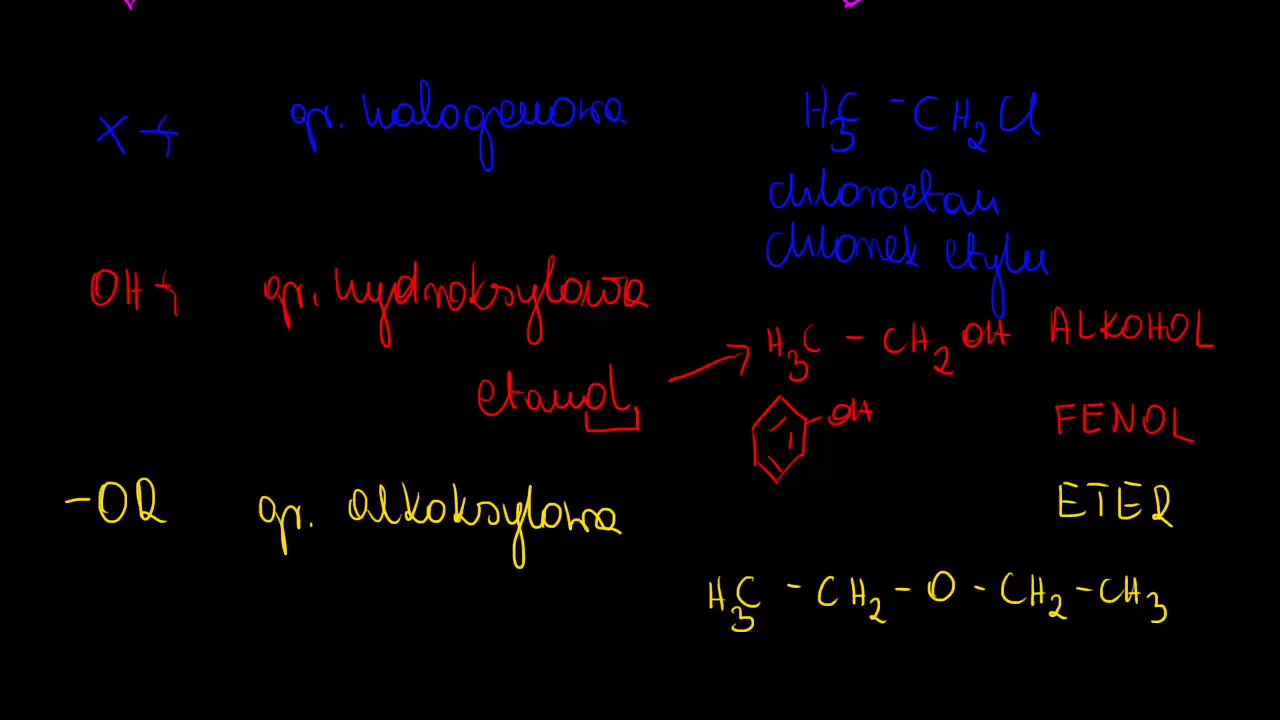 X gr. halogenowa H3C - CH2Cl
chloroetan
chlorek etylu
OH gr. hydroksylowa
etanol H3C - CH2OH ALKOHOL
OH FENOL
-OR gr. alkoksylowa ETER
H3C - CH2 - O - CH2 - CH3